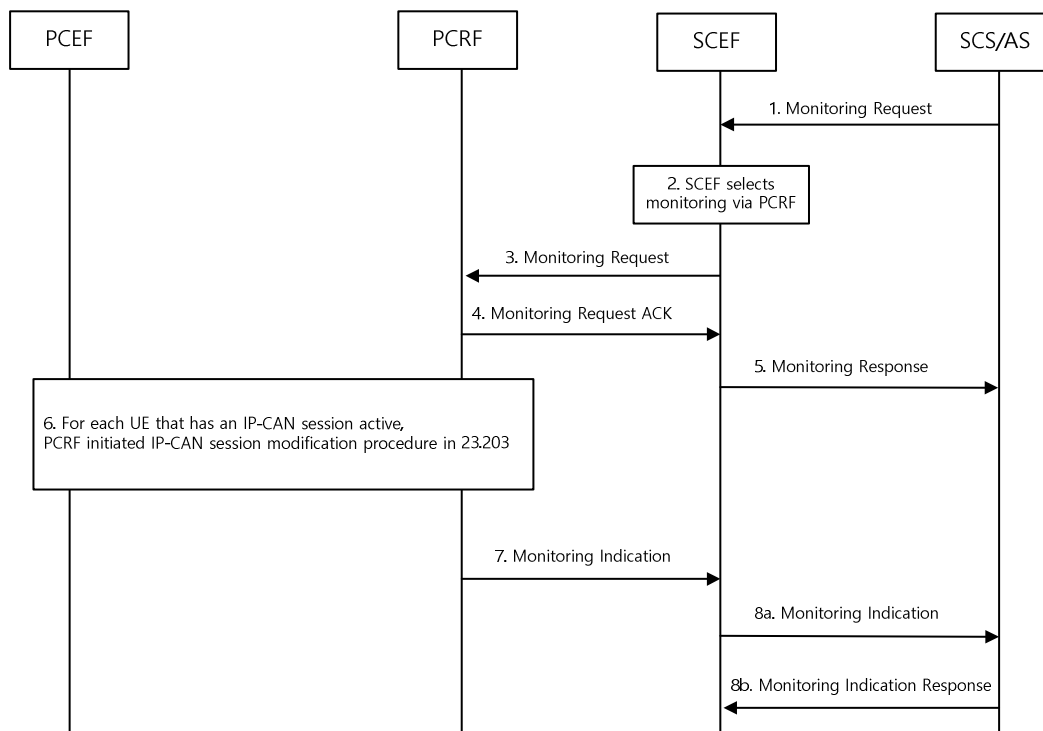 PCEF
PCRF
SCEF
SCS/AS
1. Monitoring Request
2. SCEF selects
monitoring via PCRF
3. Monitoring Request
4. Monitoring Request ACK
5. Monitoring Response
6. For each UE that has an IP-CAN session active,
PCRF initiated IP-CAN session modification procedure in 23.203
7. Monitoring Indication
8a. Monitoring Indication
8b. Monitoring Indication Response